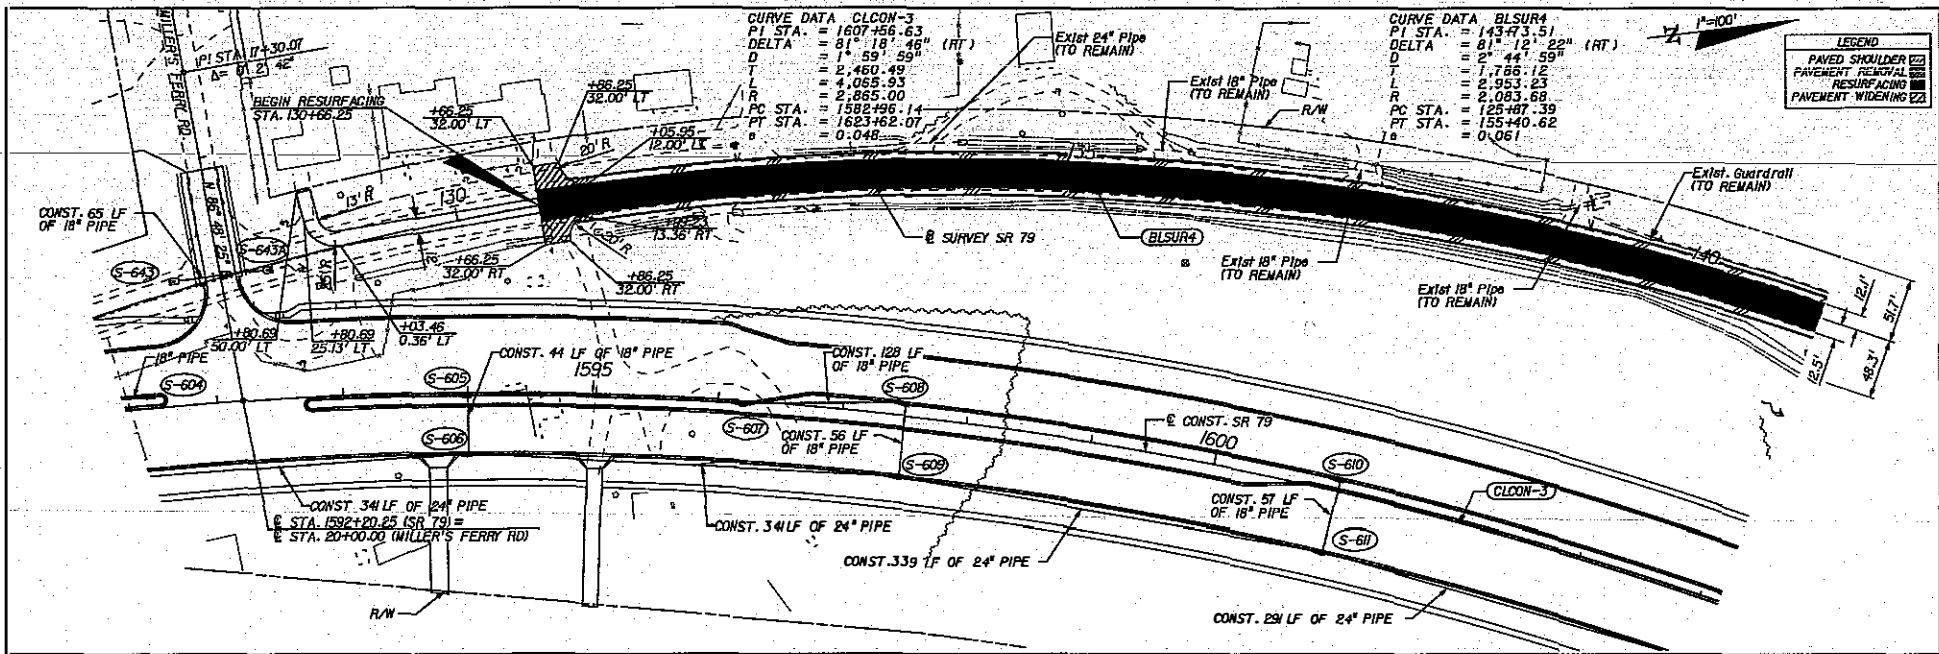 MILLER'S FERRY RD.
PI STA. 17+30.07
CURVE DATA CLCON-3
PI STA. = 1607+56.63
DELTA = 81° 18' 46" (RT)
D = 1° 59' 59"
T = 2,460.49
L = 4,065.93
R = 2,865.00
PC STA. = 1582+96.14
PT STA. = 1623+62.07
e = 0.048
CURVE DATA BLSUR4
PI STA. = 143+73.51
DELTA = 81° 12' 22" (RT)
D = 2° 44' 59"
T = 1,786.12
L = 2,953.23
R = 2,083.68
PC STA. = 125+87.39
PT STA. = 155+40.62
e = 0.061
1"=100'
LEGEND
PAVED SHOULDER
PAVEMENT REMOVAL
RESURFACING
PAVEMENT WIDENING
Exist 24" Pipe
(TO REMAIN)
Exist 18" Pipe
(TO REMAIN)
R/W
BEGIN RESURFACING
STA. 130+66.25
+66.25
32.00' LT
+86.25
32.00' LT
20' R
+05.95
12.00' LT
135
Exist. Guardrail
(TO REMAIN)
CONST. 65 LF
OF 18" PIPE
N 86° 48' 25"
13' R
130
S-643
S-643A
12'
+66.25
32.00' RT
20' R
13.36' RT
+86.25
32.00' RT
℄ SURVEY SR 79
BLSUR4
Exist 18" Pipe
(TO REMAIN)
Exist 18" Pipe
(TO REMAIN)
140
12.1'
51.7'
12.5'
48.3'
+80.69
50.00' LT
+80.69
25.13' LT
+03.46
0.36' LT
18" PIPE
S-604
S-605
CONST. 44 LF OF 18" PIPE
1595
CONST. 128 LF
OF 18" PIPE
S-608
S-606
S-607
CONST. 56 LF
OF 18" PIPE
S-609
℄ CONST. SR 79
1600
S-610
CLCON-3
CONST. 57 LF
OF 18" PIPE
S-611
CONST. 341 LF OF 24" PIPE
℄ STA. 1592+20.25 (SR 79) =
℄ STA. 20+00.00 (MILLER'S FERRY RD)
CONST. 341 LF OF 24" PIPE
CONST. 339 LF OF 24" PIPE
CONST. 291 LF OF 24" PIPE
R/W